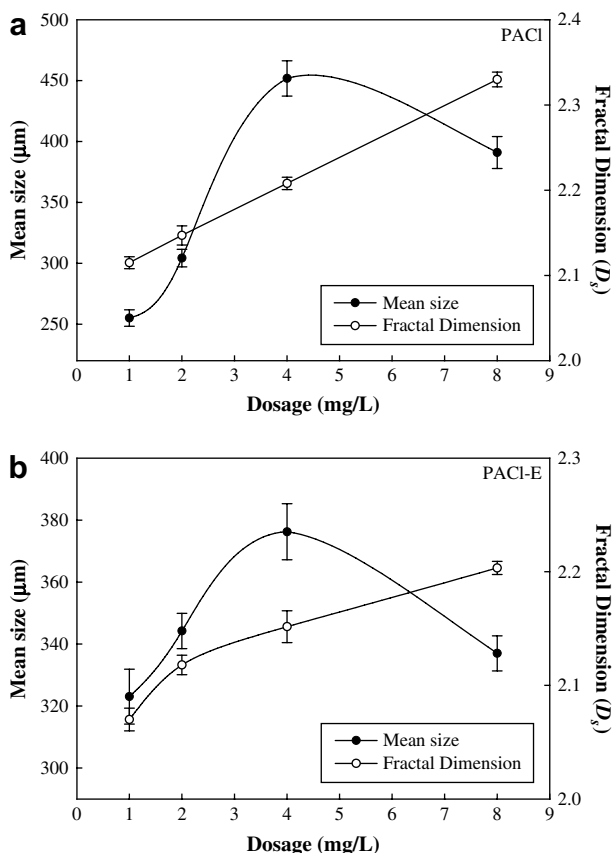 a
500
450
400
350
300
250
Mean size (μm)
PACl
Mean size
Fractal Dimension
2.4
2.3
2.2
2.1
2.0
Fractal Dimension (Ds)
0 1 2 3 4 5 6 7 8 9
Dosage (mg/L)
b
400
380
360
340
320
300
Mean size (μm)
PACl-E
Mean size
Fractal Dimension
2.3
2.2
2.1
2.0
Fractal Dimension (Ds)
0 1 2 3 4 5 6 7 8 9
Dosage (mg/L)